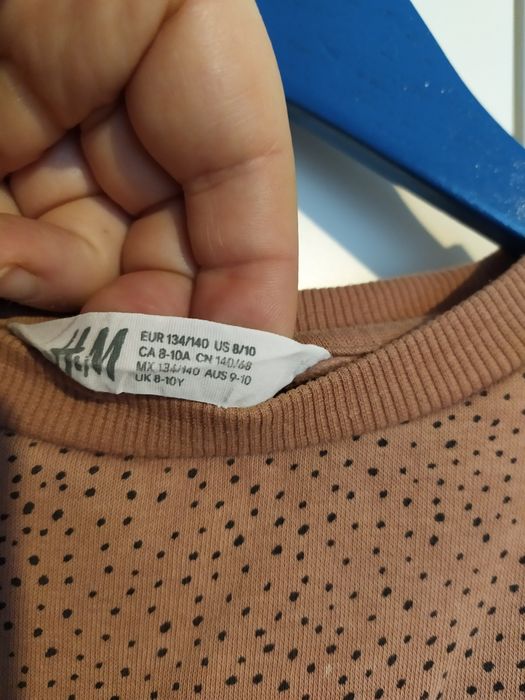 H&M
EUR 134/140 US 8/10
CA 8-10A CN 140/68
MX 134/140 AUS 9-10
UK 8-10Y